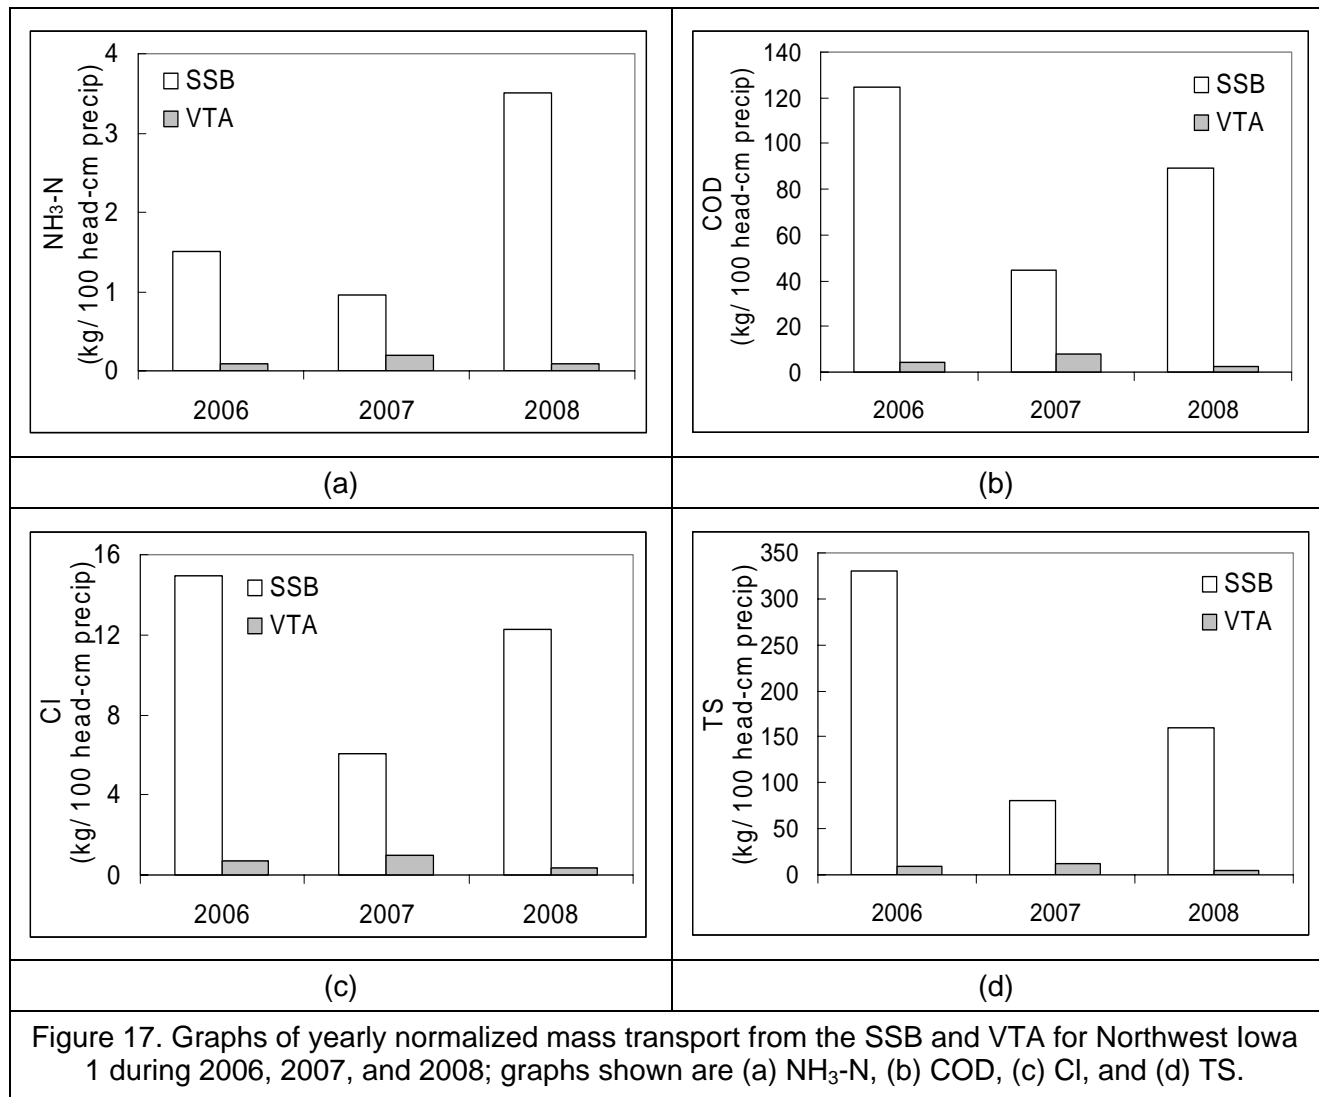 4
3
2
1
0
NH₃-N
(kg/ 100 head-cm precip)
SSB
VTA
2006 2007 2008
(a)
140
120
100
80
60
40
20
0
COD
(kg/ 100 head-cm precip)
SSB
VTA
2006 2007 2008
(b)
16
12
8
4
0
Cl
(kg/ 100 head-cm precip)
SSB
VTA
2006 2007 2008
(c)
350
300
250
200
150
100
50
0
TS
(kg/ 100 head-cm precip)
SSB
VTA
2006 2007 2008
(d)
Figure 17. Graphs of yearly normalized mass transport from the SSB and VTA for Northwest Iowa
1 during 2006, 2007, and 2008; graphs shown are (a) NH₃-N, (b) COD, (c) Cl, and (d) TS.